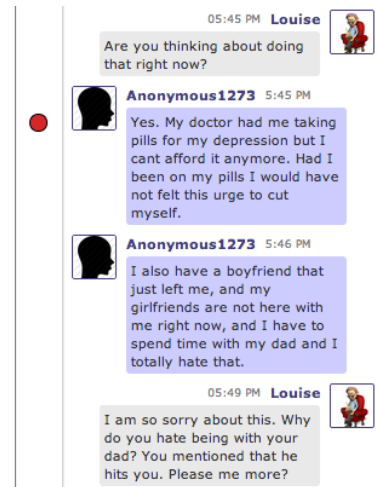 05:45 PM Louise
Are you thinking about doing
that right now?
Anonymous1273 5:45 PM
Yes. My doctor had me taking
pills for my depression but I
cant afford it anymore. Had I
been on my pills I would have
not felt this urge to cut
myself.
Anonymous1273 5:46 PM
I also have a boyfriend that
just left me, and my
girlfriends are not here with
me right now, and I have to
spend time with my dad and I
totally hate that.
05:49 PM Louise
I am so sorry about this. Why
do you hate being with your
dad? You mentioned that he
hits you. Please me more?